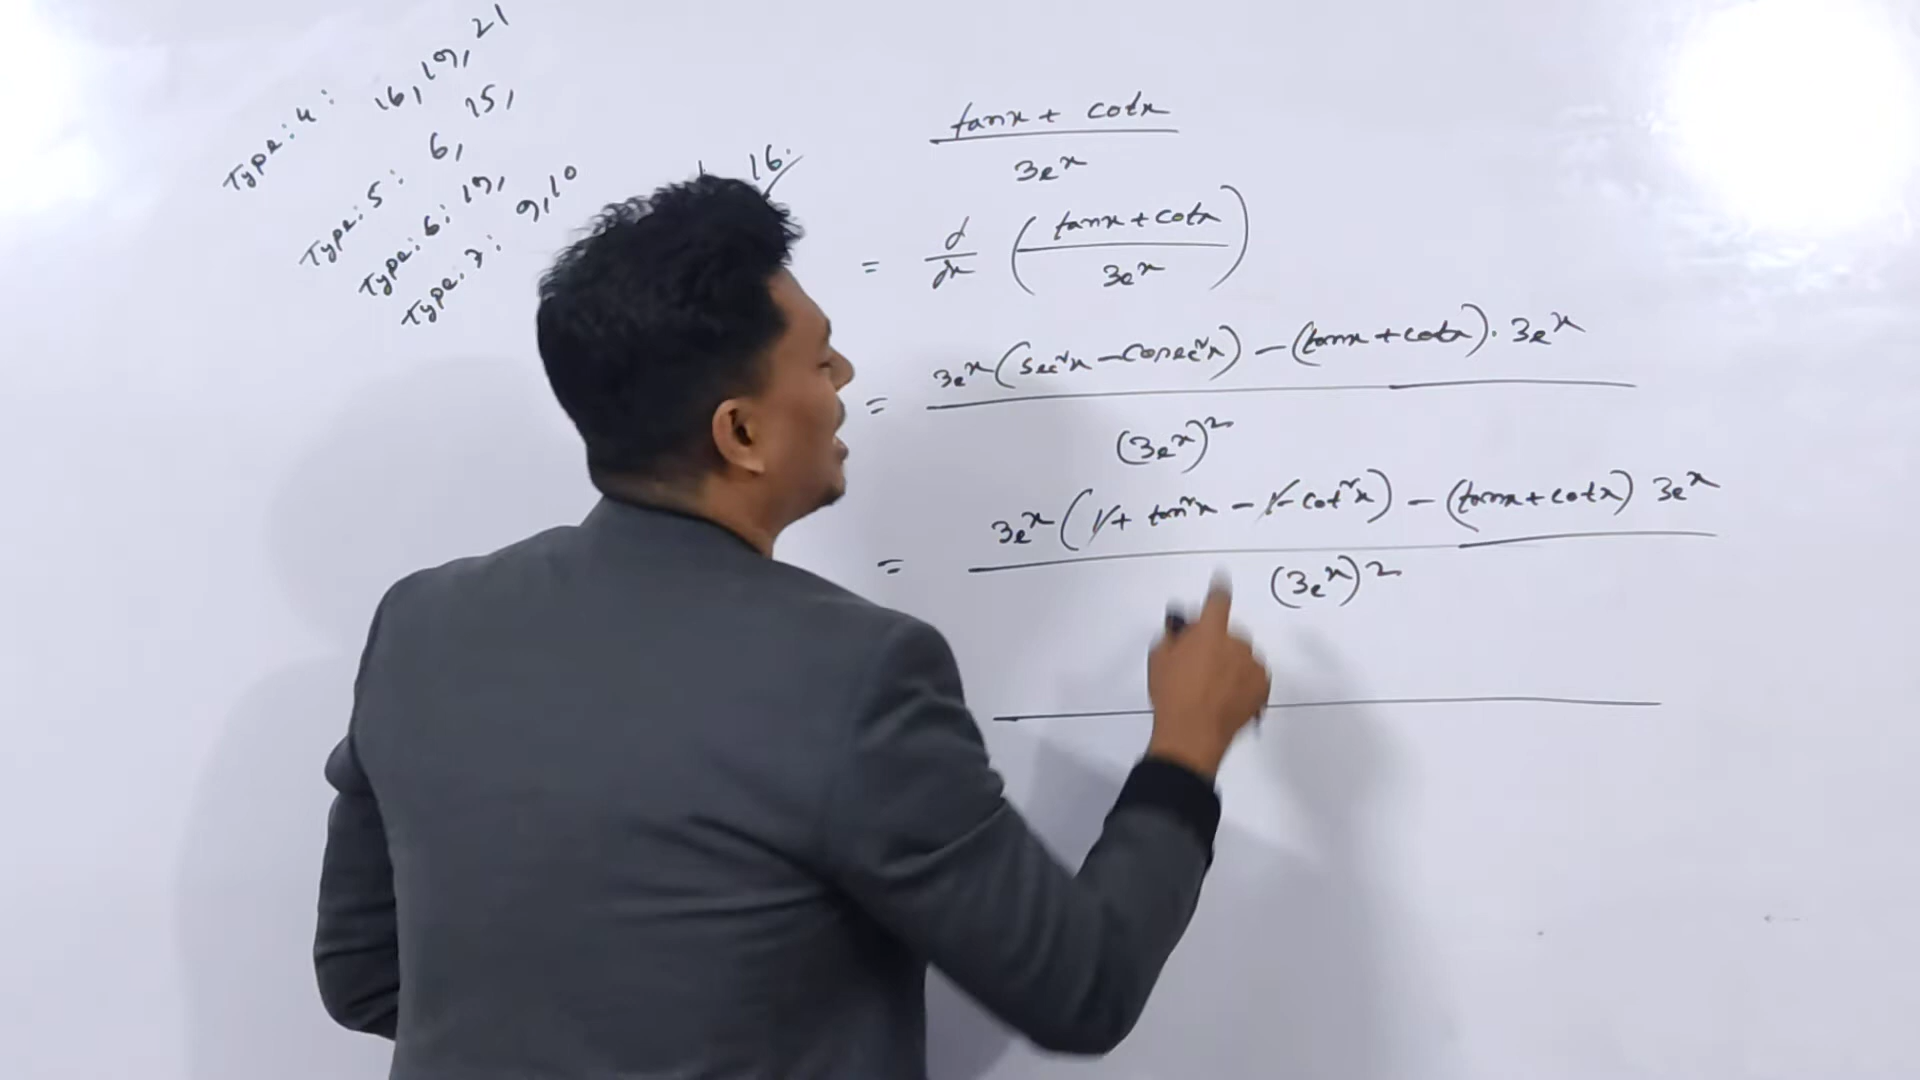 Type: 4: 16, 19, 21
Type: 5: 6, 15,
Type: 6: 19,
Type: 7: 9, 10
16.
tanx + cotx
3eˣ
= d/dx ( tanx + cotx / 3eˣ )
= 3eˣ (sec²x - cosec²x) - (tanx + cotx) . 3eˣ
(3eˣ)²
= 3eˣ (1 + tan²x - 1 - cot²x) - (tanx + cotx) 3eˣ
(3eˣ)²